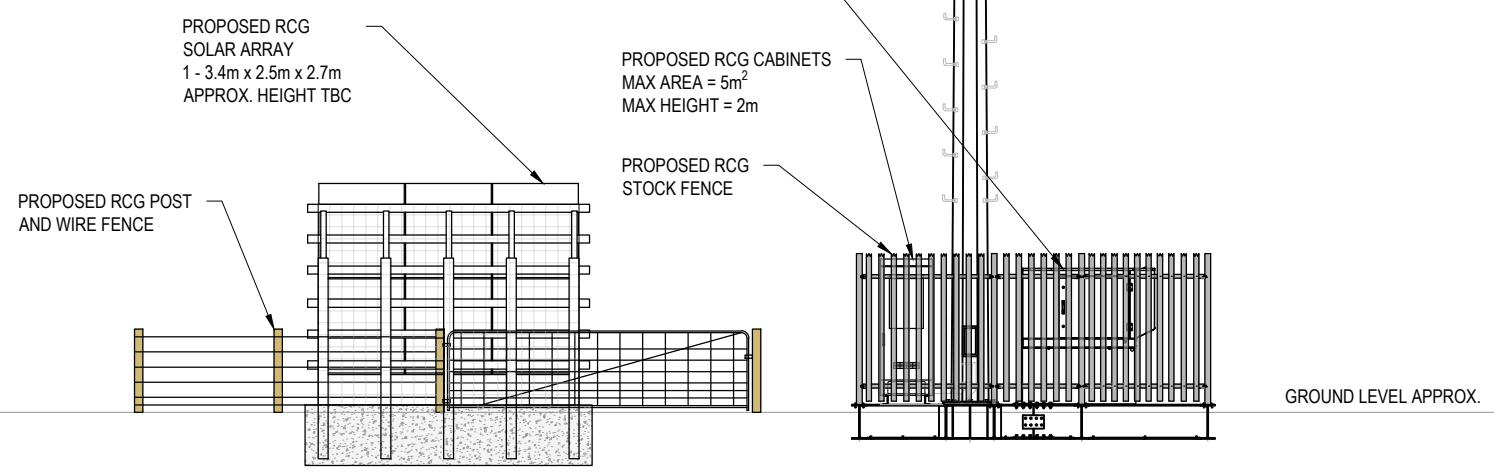 PROPOSED RCG
SOLAR ARRAY
1 - 3.4m x 2.5m x 2.7m
APPROX. HEIGHT TBC
PROPOSED RCG CABINETS
MAX AREA = 5m²
MAX HEIGHT = 2m
PROPOSED RCG
STOCK FENCE
PROPOSED RCG POST
AND WIRE FENCE
GROUND LEVEL APPROX.